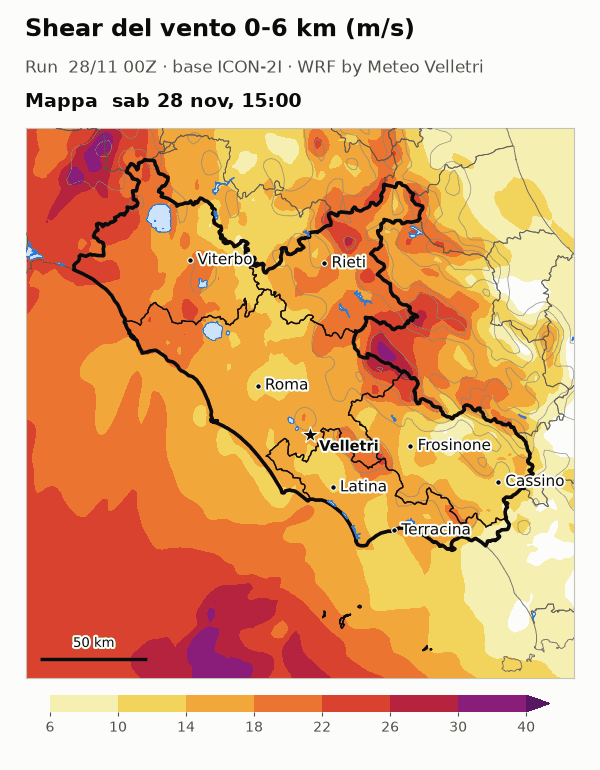 Shear del vento 0-6 km (m/s)
Run  28/11 00Z · base ICON-2I · WRF by Meteo Velletri
Mappa  sab 28 nov, 15:00
Viterbo
Rieti
Roma
Velletri
Frosinone
Latina
Cassino
Terracina
50 km
6 10 14 18 22 26 30 40